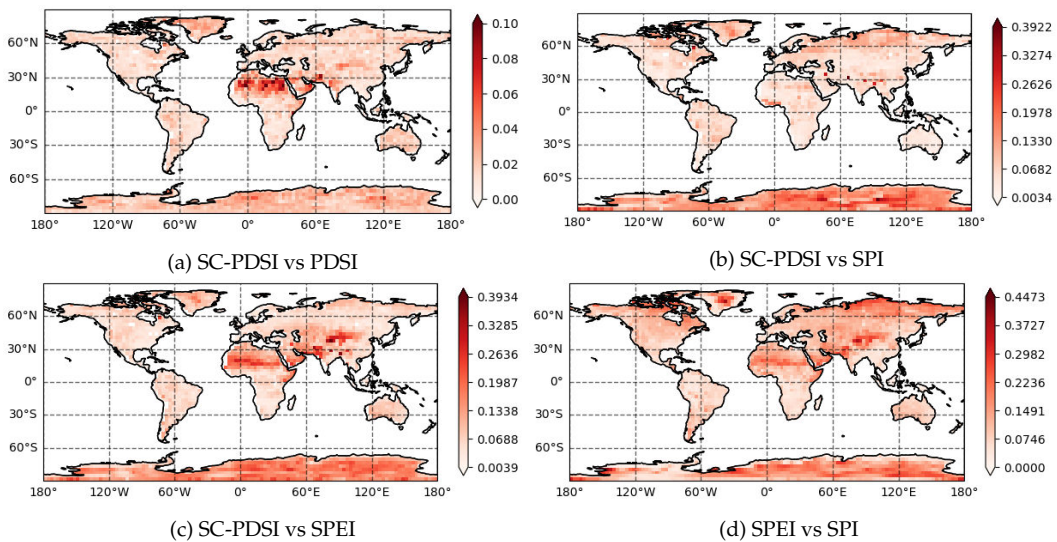 60°N
30°N
0°
30°S
60°S
180° 120°W 60°W 0° 60°E 120°E 180°
0.10
0.08
0.06
0.04
0.02
0.00
(a) SC-PDSI vs PDSI
60°N
30°N
0°
30°S
60°S
180° 120°W 60°W 0° 60°E 120°E 180°
0.3922
0.3274
0.2626
0.1978
0.1330
0.0682
0.0034
(b) SC-PDSI vs SPI
60°N
30°N
0°
30°S
60°S
180° 120°W 60°W 0° 60°E 120°E 180°
0.3934
0.3285
0.2636
0.1987
0.1338
0.0688
0.0039
(c) SC-PDSI vs SPEI
60°N
30°N
0°
30°S
60°S
180° 120°W 60°W 0° 60°E 120°E 180°
0.4473
0.3727
0.2982
0.2236
0.1491
0.0746
0.0000
(d) SPEI vs SPI